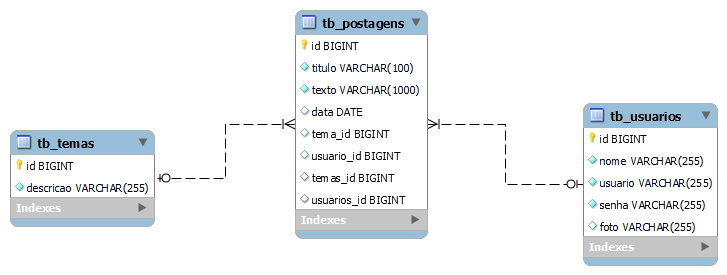 tb_postagens
id BIGINT
titulo VARCHAR(100)
texto VARCHAR(1000)
data DATE
tema_id BIGINT
usuario_id BIGINT
temas_id BIGINT
usuarios_id BIGINT
Indexes
tb_temas
id BIGINT
descricao VARCHAR(255)
Indexes
tb_usuarios
id BIGINT
nome VARCHAR(255)
usuario VARCHAR(255)
senha VARCHAR(255)
foto VARCHAR(255)
Indexes